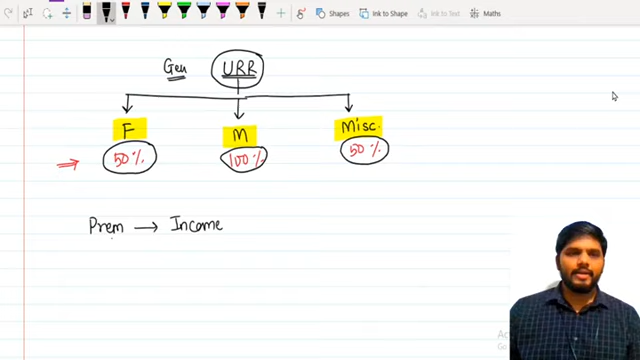 Shapes Ink to Shape Ink to Text Maths
Gen URR
F M Misc.
50% 100% 50%
Prem → Income